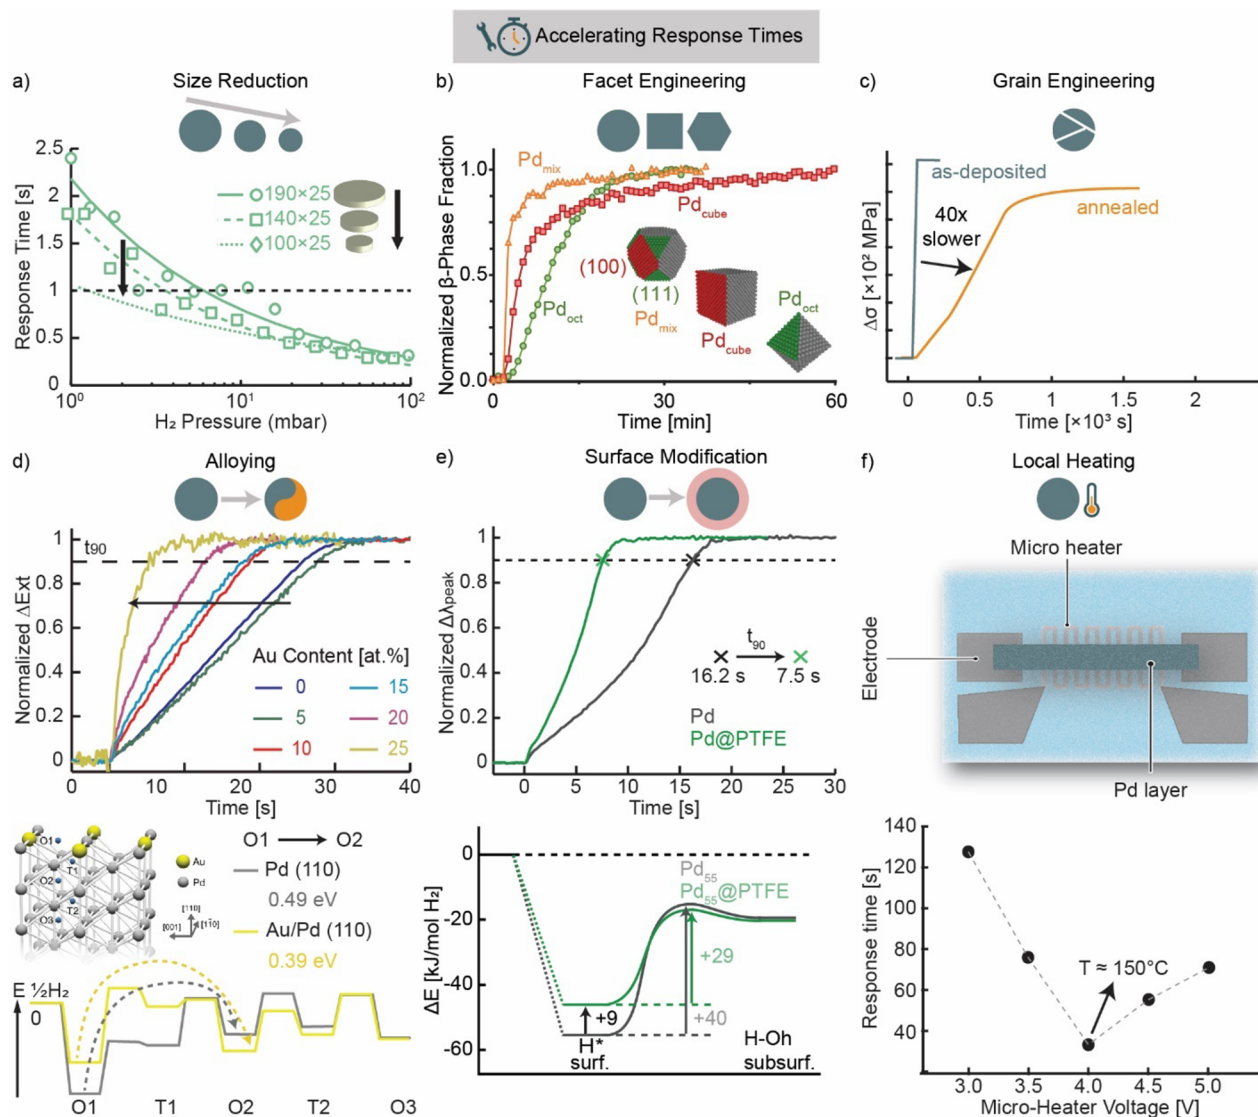 Accelerating Response Times
a)
Size Reduction
Response Time [s]
2.5
2
1.5
1
0.5
0
190×25
140×25
100×25
10⁰
10¹
10²
H₂ Pressure (mbar)
b)
Facet Engineering
Normalized β-Phase Fraction
1.0
0.5
0.0
Pd_mix
Pd_cube
(100)
(111)
Pd_oct
Pd_mix
Pd_cube
Pd_oct
0
15
30
45
60
Time [min]
c)
Grain Engineering
Δσ [×10² MPa]
as-deposited
40x
slower
annealed
0
0.5
1
2
Time [×10³ s]
d)
Alloying
Normalized ΔExt
t₉₀
1
0.8
0.6
0.4
0.2
0
Au Content [at.%]
0
15
5
20
10
25
0
10
20
30
40
Time [s]
O1
T1
O2
T2
O3
Au
Pd
[110]
[001]
[1-10]
O1
O2
Pd (110)
0.49 eV
Au/Pd (110)
0.39 eV
E ½H₂
0
O1
T1
O2
T2
O3
e)
Surface Modification
Normalized Δλpeak
1
0.8
0.6
0.4
0.2
0
t₉₀
16.2 s
7.5 s
Pd
Pd@PTFE
0
5
10
15
20
25
30
Time [s]
ΔE [kJ/mol H₂]
0
-20
-40
-60
Pd₅₅
Pd₅₅@PTFE
+29
+9
+40
H*
surf.
H-Oh
subsurf.
f)
Local Heating
Micro heater
Electrode
Pd layer
Response time [s]
140
120
100
80
60
40
T ≈ 150°C
3.0
3.5
4.0
4.5
5.0
Micro-Heater Voltage [V]